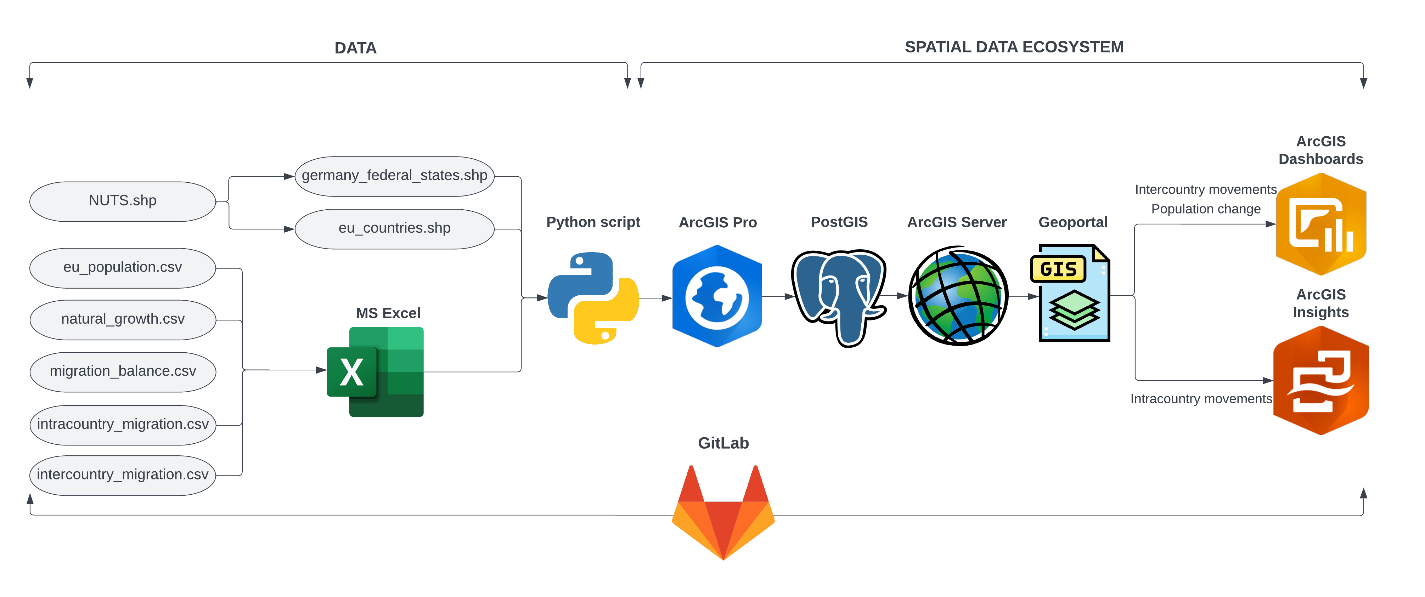 DATA
SPATIAL DATA ECOSYSTEM
NUTS.shp
germany_federal_states.shp
eu_countries.shp
eu_population.csv
natural_growth.csv
migration_balance.csv
intracountry_migration.csv
intercountry_migration.csv
MS Excel
X
Python script
ArcGIS Pro
PostGIS
ArcGIS Server
Geoportal
GIS
Intercountry movements
Population change
ArcGIS
Dashboards
ArcGIS
Insights
Intracountry movements
GitLab